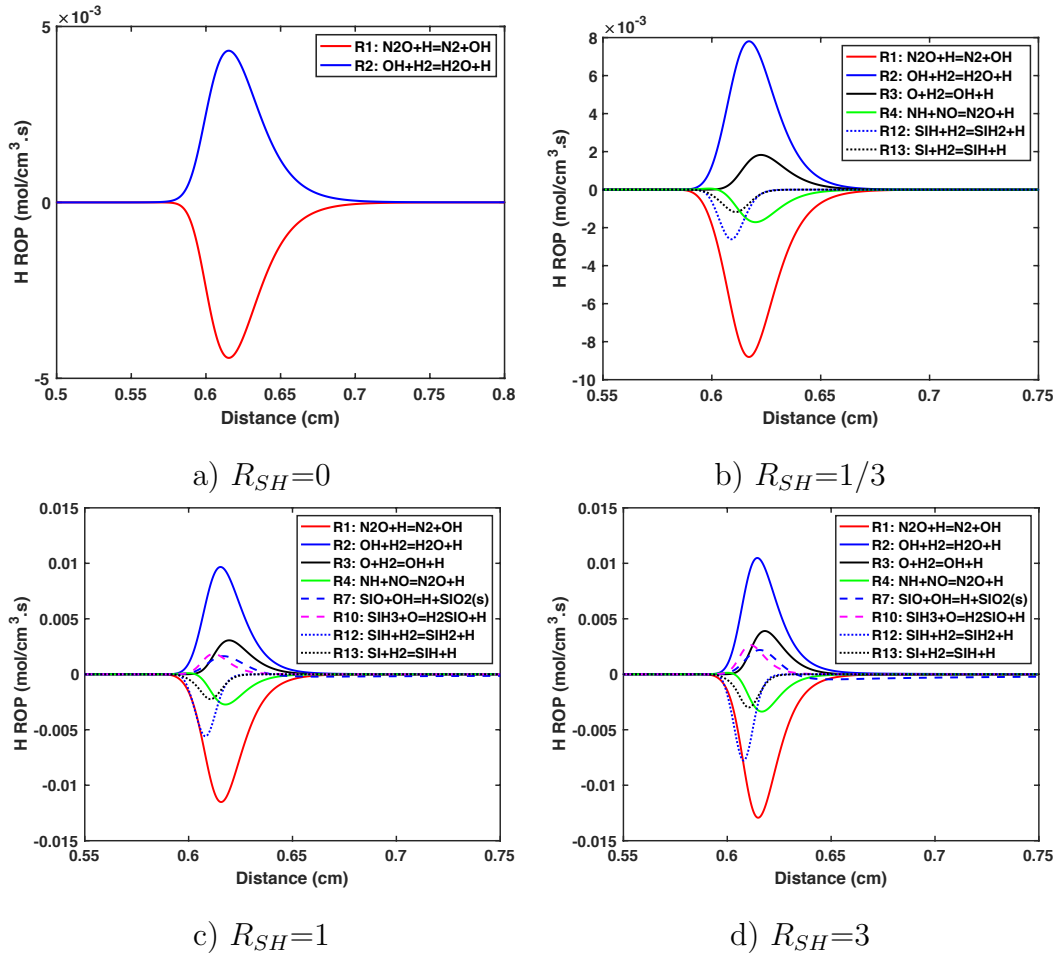 ×10⁻³
5
0
-5
H ROP (mol/cm³.s)
R1: N2O+H=N2+OH
R2: OH+H2=H2O+H
0.5 0.55 0.6 0.65 0.7 0.75 0.8
Distance (cm)
a) R_SH=0
×10⁻³
8
6
4
2
0
-2
-4
-6
-8
-10
H ROP (mol/cm³.s)
R1: N2O+H=N2+OH
R2: OH+H2=H2O+H
R3: O+H2=OH+H
R4: NH+NO=N2O+H
R12: SIH+H2=SIH2+H
R13: SI+H2=SIH+H
0.55 0.6 0.65 0.7 0.75
Distance (cm)
b) R_SH=1/3
0.015
0.01
0.005
0
-0.005
-0.01
-0.015
H ROP (mol/cm³.s)
R1: N2O+H=N2+OH
R2: OH+H2=H2O+H
R3: O+H2=OH+H
R4: NH+NO=N2O+H
R7: SIO+OH=H+SIO2(s)
R10: SIH3+O=H2SIO+H
R12: SIH+H2=SIH2+H
R13: SI+H2=SIH+H
0.55 0.6 0.65 0.7 0.75
Distance (cm)
c) R_SH=1
0.015
0.01
0.005
0
-0.005
-0.01
-0.015
H ROP (mol/cm³.s)
R1: N2O+H=N2+OH
R2: OH+H2=H2O+H
R3: O+H2=OH+H
R4: NH+NO=N2O+H
R7: SIO+OH=H+SIO2(s)
R10: SIH3+O=H2SIO+H
R12: SIH+H2=SIH2+H
R13: SI+H2=SIH+H
0.55 0.6 0.65 0.7 0.75
Distance (cm)
d) R_SH=3